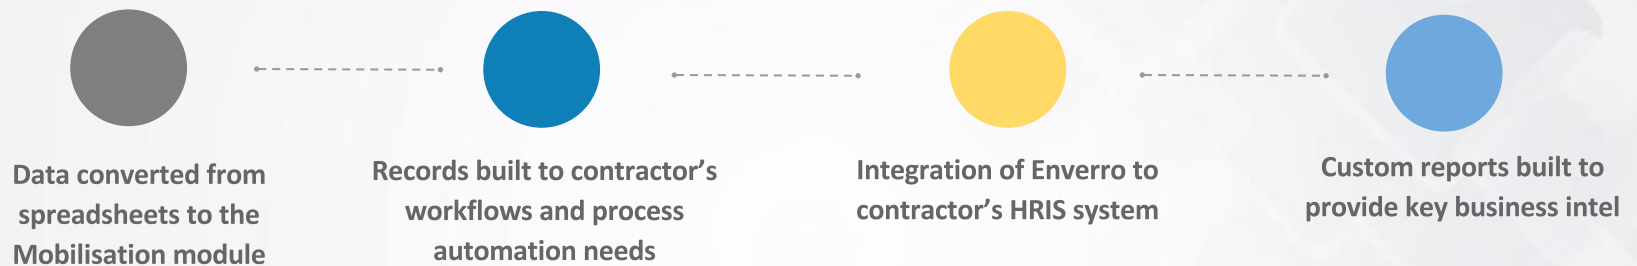 Data converted from
spreadsheets to the
Mobilisation module
Records built to contractor’s
workflows and process
automation needs
Integration of Enverro to
contractor’s HRIS system
Custom reports built to
provide key business intel